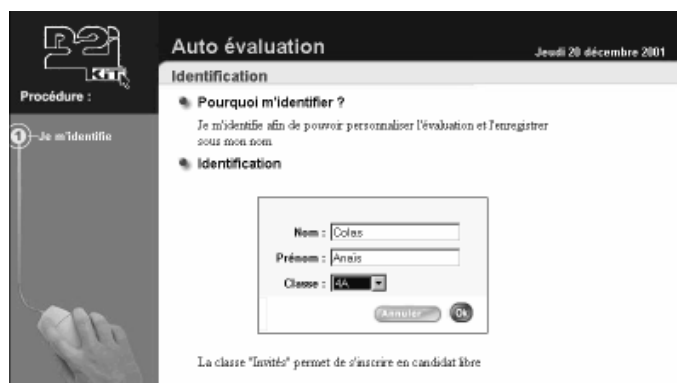 B2i
KiT
Auto évaluation
Jeudi 20 décembre 2001
Identification
Procédure :
Pourquoi m'identifier ?
Je m'identifie afin de pouvoir personnaliser l'évaluation et l'enregistrer
sous mon nom
1 Je m'identifie
Identification
Nom : Colas
Prénom : Anaïs
Classe : 4A
Annuler Ok
La classe "Invités" permet de s'inscrire en candidat libre